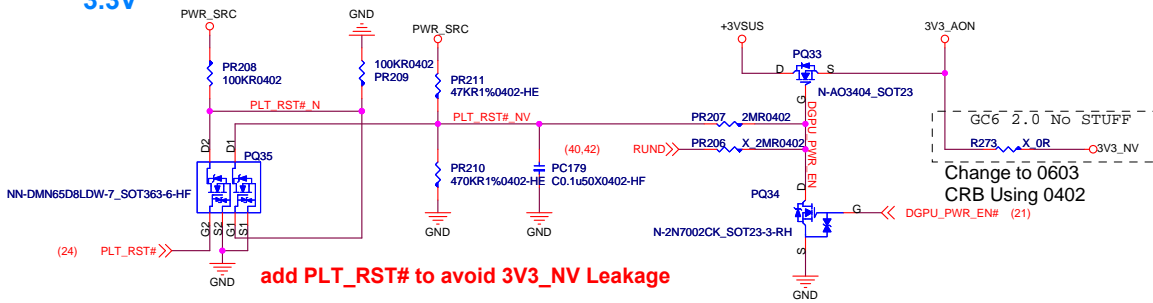 3.3V
PWR_SRC
GND
PWR_SRC
+3VSUS
3V3_AON
PR208
100KR0402
100KR0402
PR209
PR211
47KR1%0402-HE
PQ33
D
S
N-AO3404_SOT23
G
PLT_RST#_N
PLT_RST#_NV
PR207
2MR0402
DGPU_PWR_EN
GC6 2.0 No STUFF
R273
X_0R
3V3_NV
D2
D1
PQ35
(40,42)
RUND
PR206
X_2MR0402
PR210
470KR1%0402-HE
PC179
C0.1u50X0402-HF
Change to 0603
CRB Using 0402
NN-DMN65D8LDW-7_SOT363-6-HF
PQ34
D
G
DGPU_PWR_EN#
(21)
G2
S2
G1
S1
GND
GND
N-2N7002CK_SOT23-3-RH
S
(24)
PLT_RST#
GND
add PLT_RST# to avoid 3V3_NV Leakage
GND